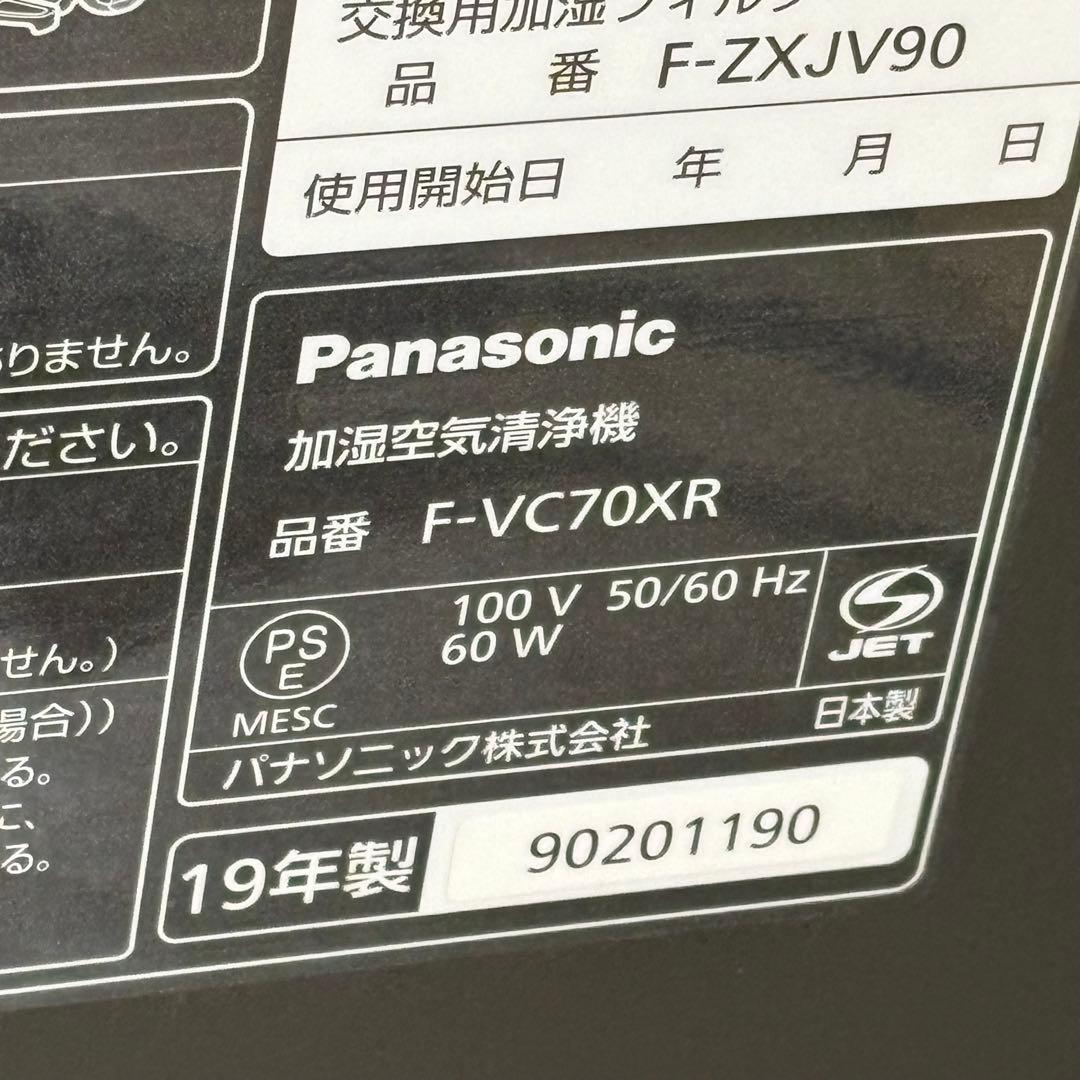 交換用加湿フィルター
品 番 F-ZXJV90
使用開始日 年 月 日
ありません。
ださい。
せん。)
場合))
る。
に、
る。
Panasonic
加湿空気清浄機
品番 F-VC70XR
PS
E
MESC
100 V 50/60 Hz
60 W
JET
パナソニック株式会社
日本製
19年製 90201190